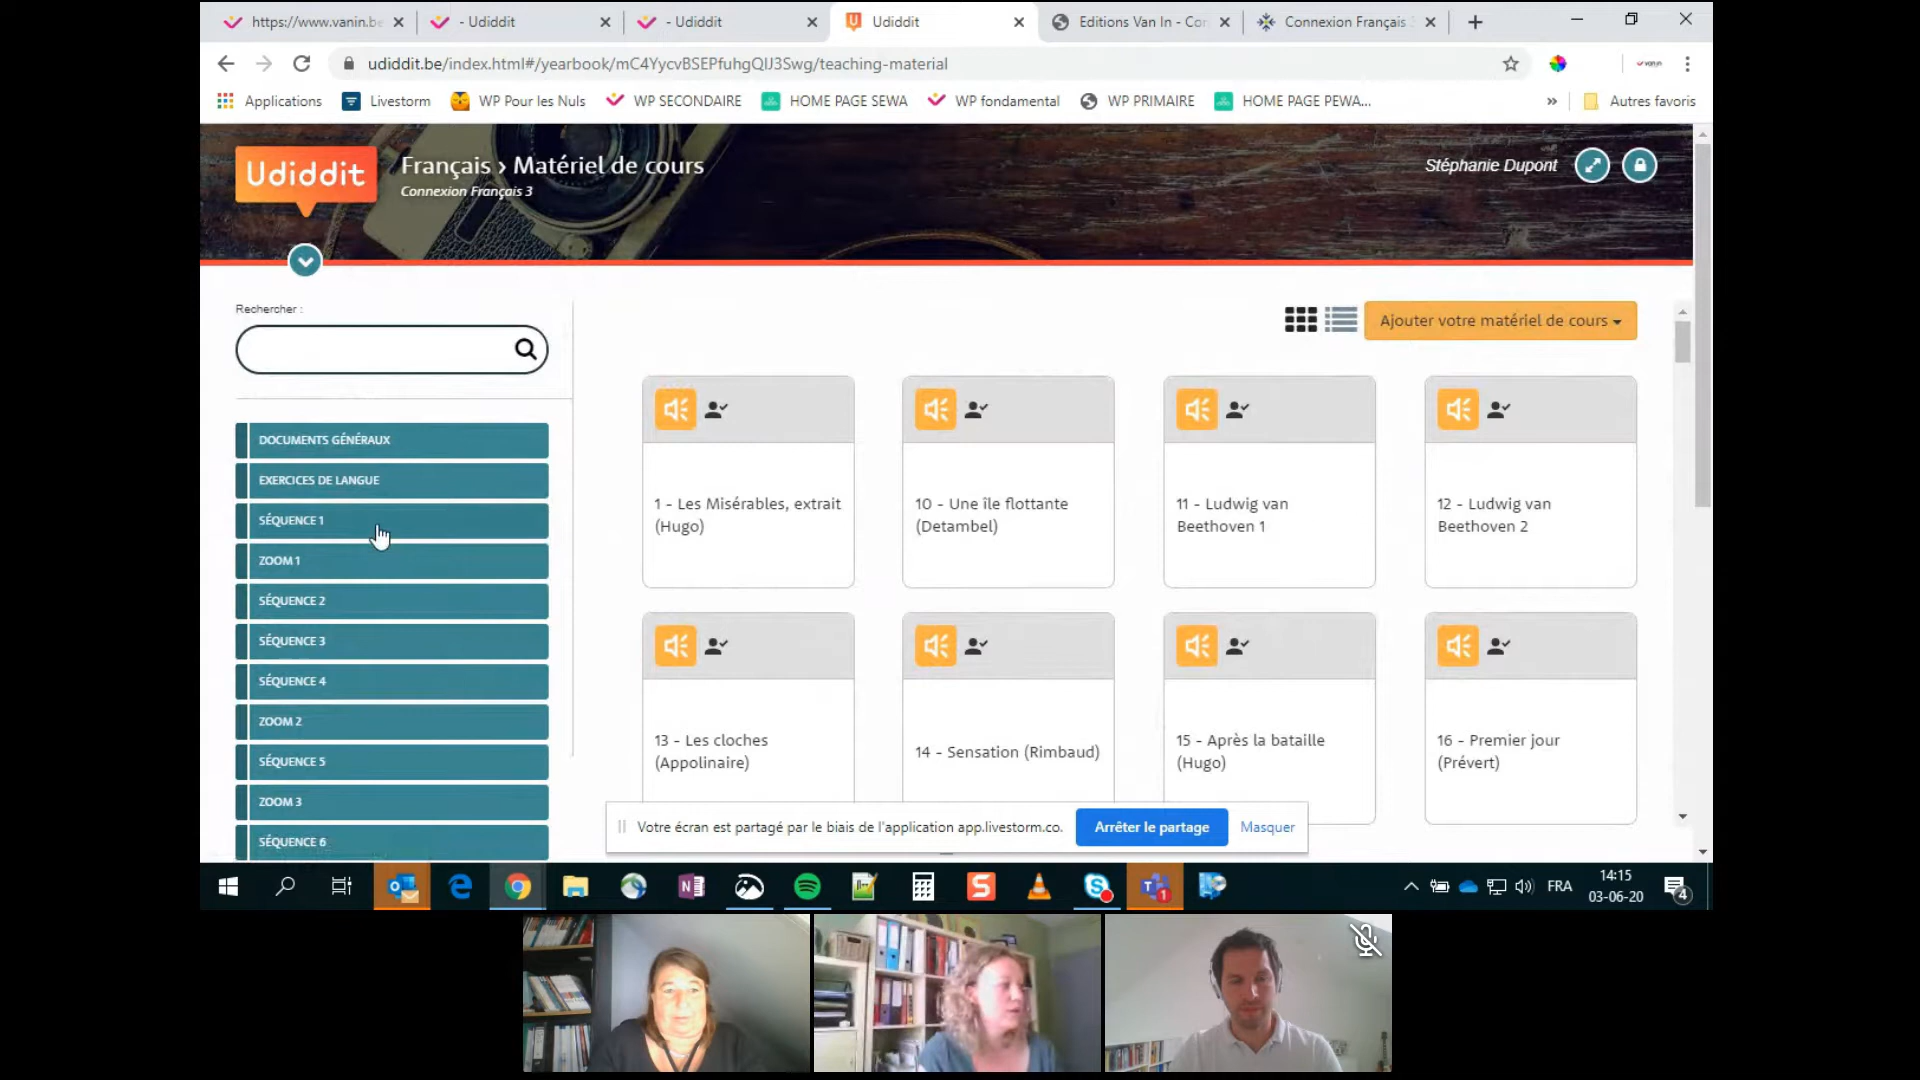 https://www.vanin.be
- Udiddit
- Udiddit
Udiddit
Editions Van In - Con
Connexion Français
udiddit.be/index.html#/yearbook/mC4YycvBSEPfuhgQIJ3Swg/teaching-material
Applications
Livestorm
WP Pour les Nuls
WP SECONDAIRE
HOME PAGE SEWA
WP fondamental
WP PRIMAIRE
HOME PAGE PEWA...
»
Autres favoris
Udiddit
Français › Matériel de cours
Connexion Français 3
Stéphanie Dupont
Rechercher :
Ajouter votre matériel de cours
DOCUMENTS GÉNÉRAUX
EXERCICES DE LANGUE
SÉQUENCE 1
ZOOM 1
SÉQUENCE 2
SÉQUENCE 3
SÉQUENCE 4
ZOOM 2
SÉQUENCE 5
ZOOM 3
SÉQUENCE 6
1 - Les Misérables, extrait
(Hugo)
10 - Une île flottante
(Detambel)
11 - Ludwig van
Beethoven 1
12 - Ludwig van
Beethoven 2
13 - Les cloches
(Appolinaire)
14 - Sensation (Rimbaud)
15 - Après la bataille
(Hugo)
16 - Premier jour
(Prévert)
Votre écran est partagé par le biais de l'application app.livestorm.co.
Arrêter le partage
Masquer
FRA
14:15
03-06-20
4